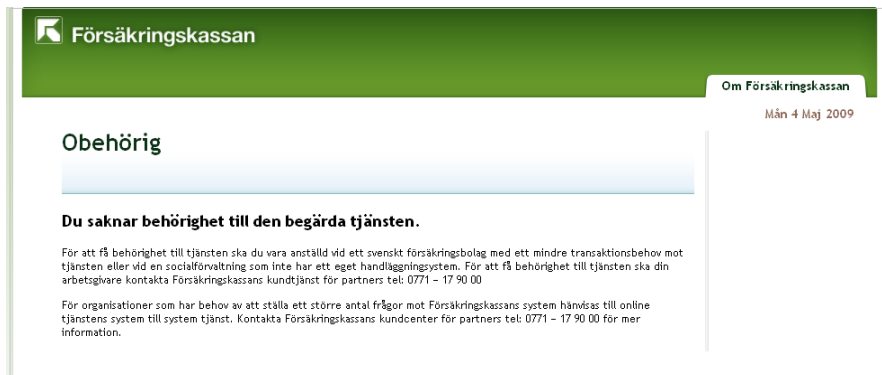 Försäkringskassan
Om Försäkringskassan
Mån 4 Maj 2009
Obehörig
Du saknar behörighet till den begärda tjänsten.
För att få behörighet till tjänsten ska du vara anställd vid ett svenskt försäkringsbolag med ett mindre transaktionsbehov mot
tjänsten eller vid en socialförvaltning som inte har ett eget handläggningsystem. För att få behörighet till tjänsten ska din
arbetsgivare kontakta Försäkringskassans kundtjänst för partners tel: 0771 – 17 90 00
För organisationer som har behov av att ställa ett större antal frågor mot Försäkringskassans system hänvisas till online
tjänstens system till system tjänst. Kontakta Försäkringskassans kundcenter för partners tel: 0771 – 17 90 00 för mer
information.